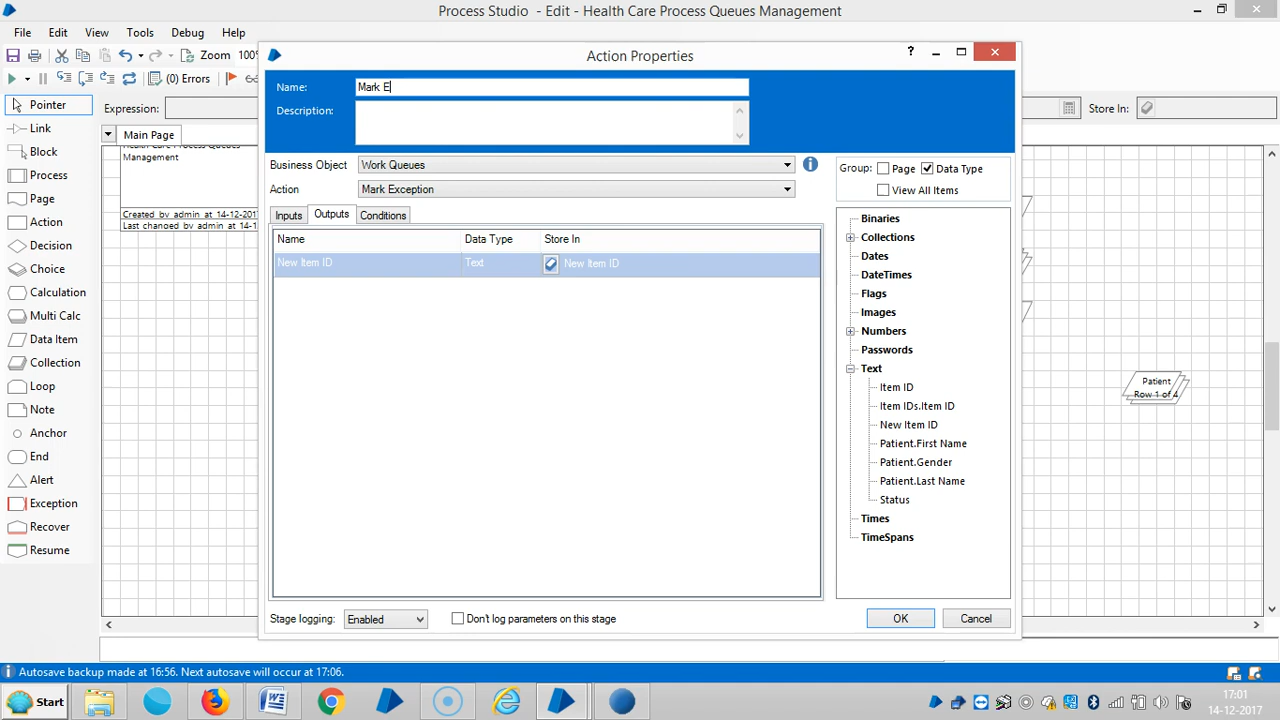 Process Studio - Edit - Health Care Process Queues Management
File Edit View Tools Debug Help
Zoom 100%
(0) Errors
Expression:
Store In:
Pointer
Link
Block
Process
Page
Action
Decision
Choice
Calculation
Multi Calc
Data Item
Collection
Loop
Note
Anchor
End
Alert
Exception
Recover
Resume
Main Page
Health Care Process Queues
Management
Created by admin at 14-12-2017
Last changed by admin at 14-12
Action Properties
?
Name: Mark E
Description:
Business Object Work Queues
Action Mark Exception
Group: Page Data Type
View All Items
Inputs Outputs Conditions
Name Data Type Store In
New Item ID Text New Item ID
Binaries
Collections
Dates
DateTimes
Flags
Images
Numbers
Passwords
Text
Item ID
Item IDs.Item ID
New Item ID
Patient.First Name
Patient.Gender
Patient.Last Name
Status
Times
TimeSpans
Stage logging: Enabled Don't log parameters on this stage
OK Cancel
Patient
Row 1 of 4
Autosave backup made at 16:56. Next autosave will occur at 17:06.
Start
17:01
14-12-2017